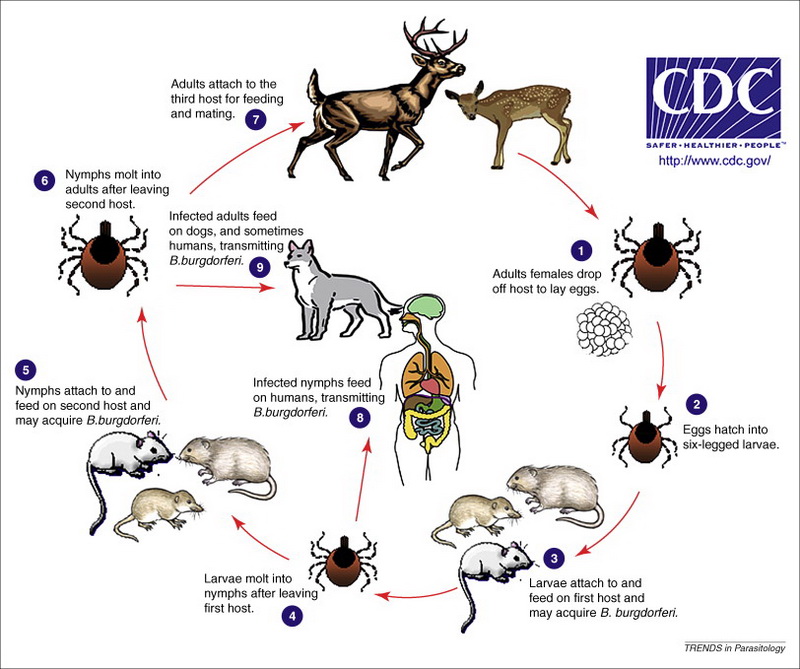 Adults attach to the
third host for feeding
and mating.
7
CDC
SAFER • HEALTHIER • PEOPLE™
http://www.cdc.gov/
6
Nymphs molt into
adults after leaving
second host.
Infected adults feed
on dogs, and sometimes
humans, transmitting
B.burgdorferi.
9
1
Adults females drop
off host to lay eggs.
5
Nymphs attach to and
feed on second host and
may acquire B.burgdorferi.
Infected nymphs feed
on humans, transmitting
B.burgdorferi.
8
2
Eggs hatch into
six-legged larvae.
3
Larvae attach to and
feed on first host and
may acquire B. burgdorferi.
Larvae molt into
nymphs after leaving
first host.
4
TRENDS in Parasitology